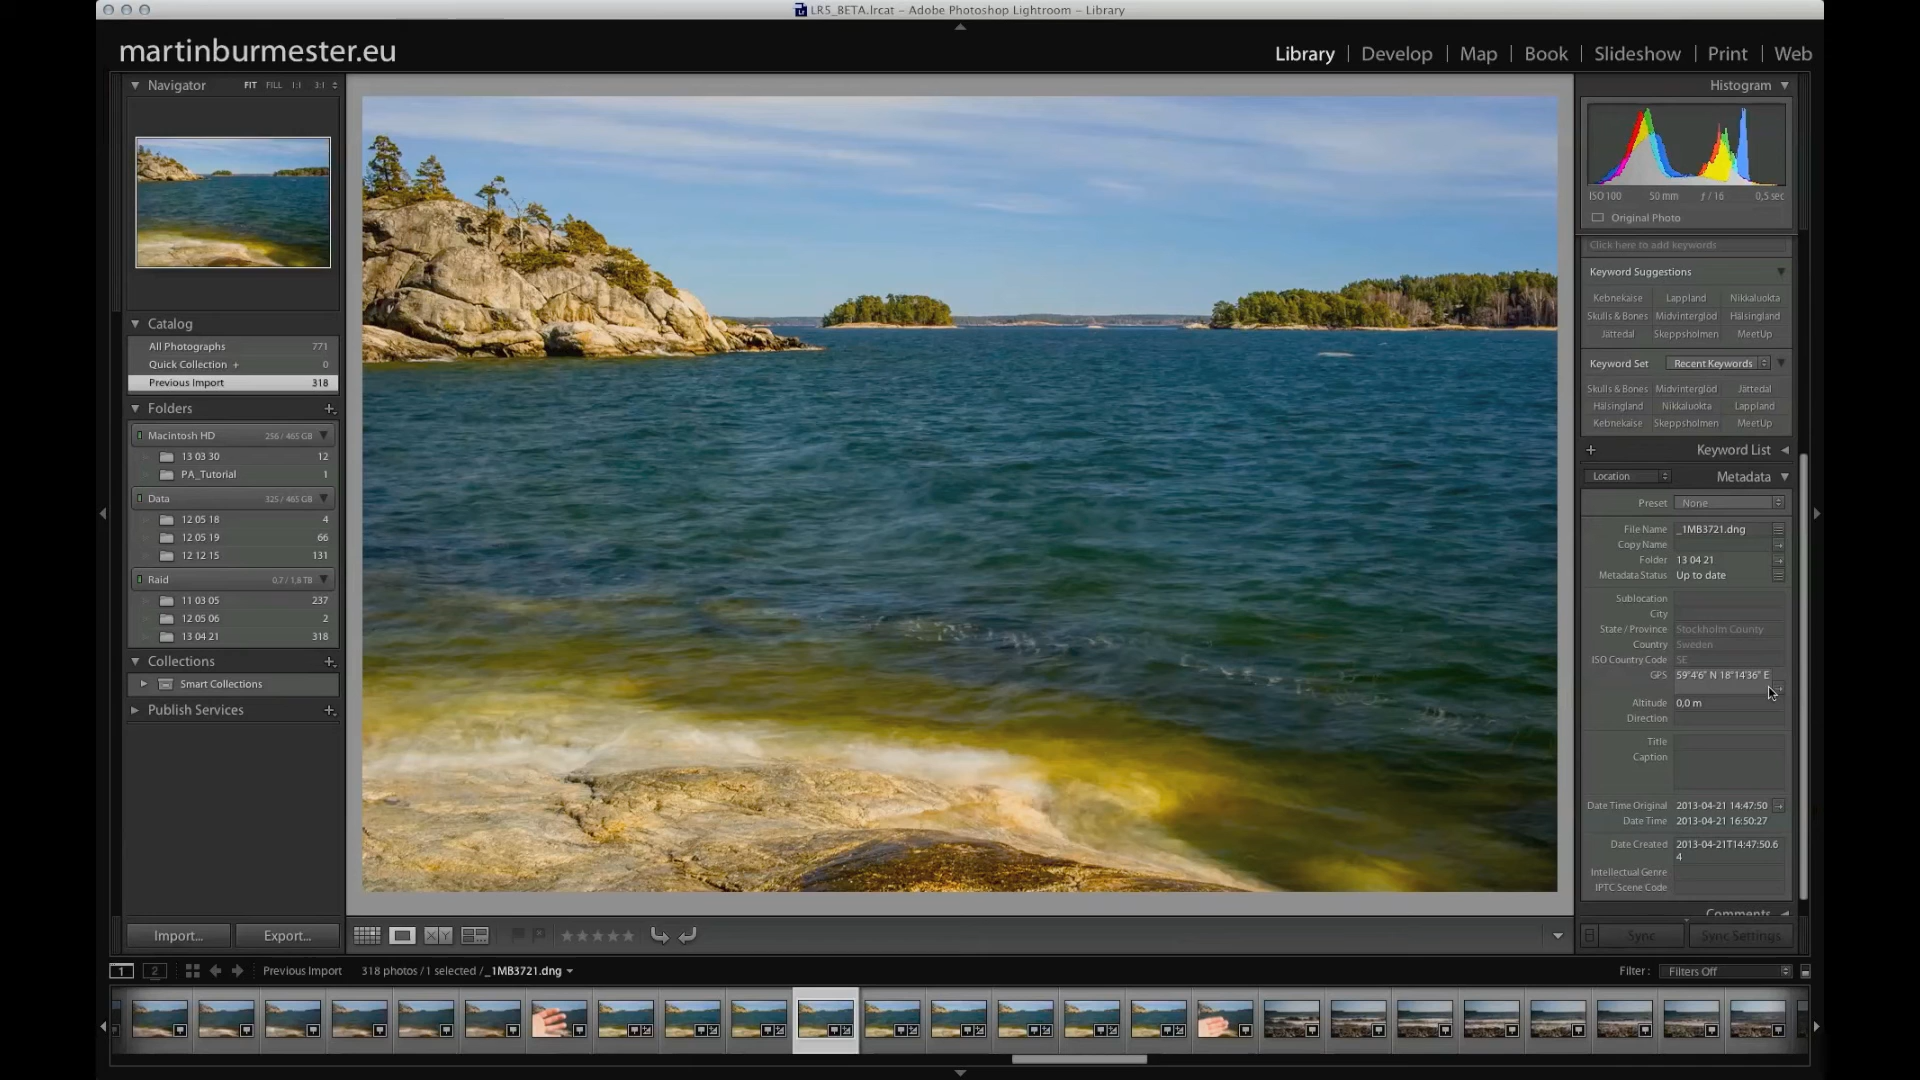 LR5_BETA.lrcat – Adobe Photoshop Lightroom – Library
martinburmester.eu
Library | Develop | Map | Book | Slideshow | Print | Web
Navigator FIT FILL 1:1 3:1
Catalog
All Photographs 771
Quick Collection + 0
Previous Import 318
Folders
Macintosh HD 256 / 465 GB
13 03 30 12
PA_Tutorial 1
Data 325 / 465 GB
12 05 18 4
12 05 19 66
12 12 15 131
Raid 0,7 / 1,8 TB
11 03 05 237
12 05 06 2
13 04 21 318
Collections
Smart Collections
Publish Services
Import... Export...
Histogram
ISO 100 50 mm ƒ / 16 0,5 sec
Original Photo
Click here to add keywords
Keyword Suggestions
Kebnekaise Lappland Nikkaluokta
Skulls & Bones Midvinterglöd Hälsingland
Jättedal Skeppsholmen MeetUp
Keyword Set Recent Keywords
Skulls & Bones Midvinterglöd Jättedal
Hälsingland Nikkaluokta Lappland
Kebnekaise Skeppsholmen MeetUp
Keyword List
Location Metadata
Preset None
File Name _1MB3721.dng
Copy Name
Folder 13 04 21
Metadata Status Up to date
Sublocation
City
State / Province Stockholm County
Country Sweden
ISO Country Code SE
GPS 59°4'6" N 18°14'36" E
Altitude 0,0 m
Direction
Title
Caption
Date Time Original 2013-04-21 14:47:50
Date Time 2013-04-21 16:50:27
Date Created 2013-04-21T14:47:50.6
4
Intellectual Genre
IPTC Scene Code
Comments
Sync Sync Settings
XY
1 2 Previous Import 318 photos / 1 selected / _1MB3721.dng
Filter : Filters Off